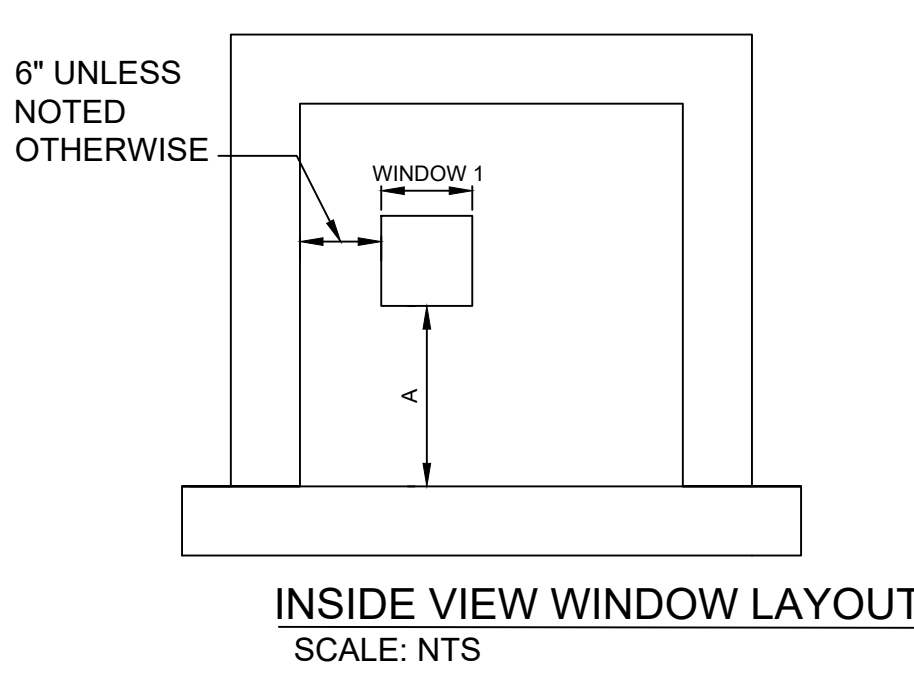 6" UNLESS
NOTED
OTHERWISE
WINDOW 1
A
INSIDE VIEW WINDOW LAYOUT
SCALE: NTS